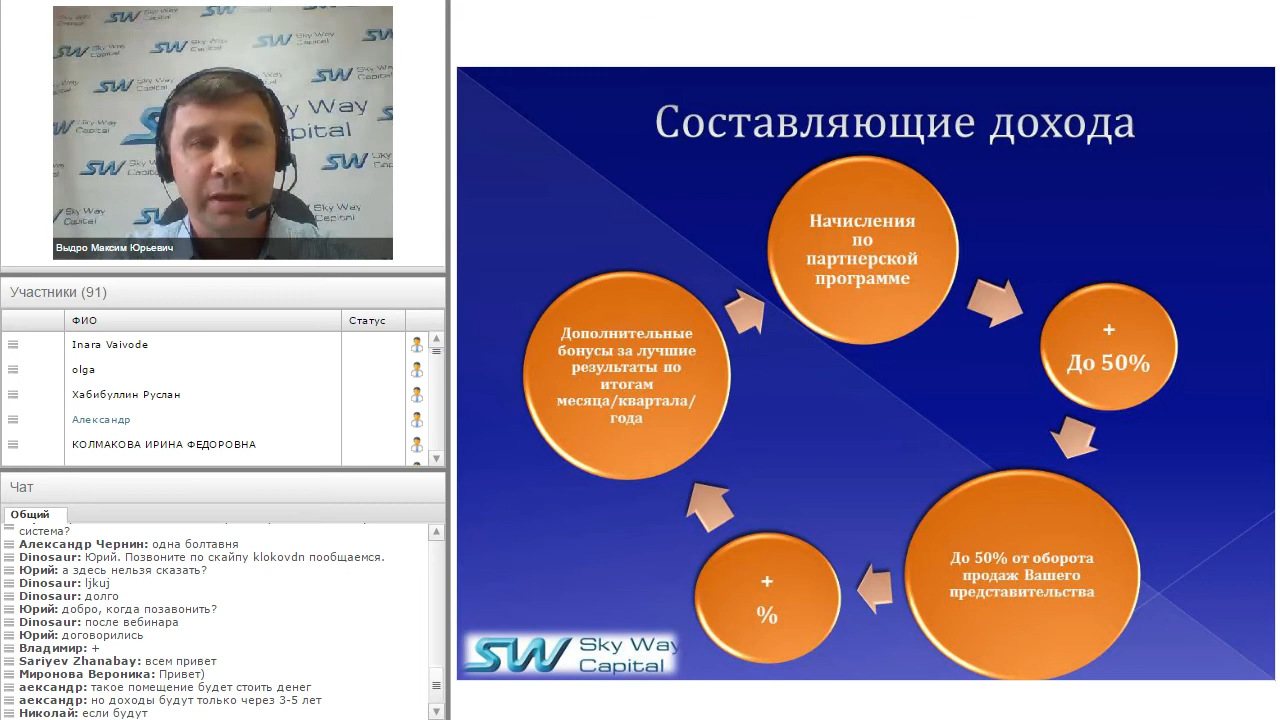 SW Sky Way Capital
Выдро Максим Юрьевич
Участники (91)
ФИО
Статус
Inara Vaivode
olga
Хабибуллин Руслан
Александр
КОЛМАКОВА ИРИНА ФЕДОРОВНА
Чат
Общий
система?
Александр Чернин: одна болтавня
Dinosaur: Юрий. Позвоните по скайпу klokovdn пообщаемся.
Юрий: а здесь нельзя сказать?
Dinosaur: ljkuj
Dinosaur: долго
Юрий: добро, когда позавонить?
Dinosaur: после вебинара
Юрий: договорились
Владимир: +
Sariyev Zhanabay: всем привет
Миронова Вероника: Привет)
аександр: такое помещение будет стоить денег
аександр: но доходы будут только через 3-5 лет
Николай: если будут
Составляющие дохода
Начисления
по
партнерской
программе
+
До 50%
До 50% от оборота
продаж Вашего
представительства
+
%
Дополнительные
бонусы за лучшие
результаты по
итогам
месяца/квартала/
года
SW Sky Way
Capital